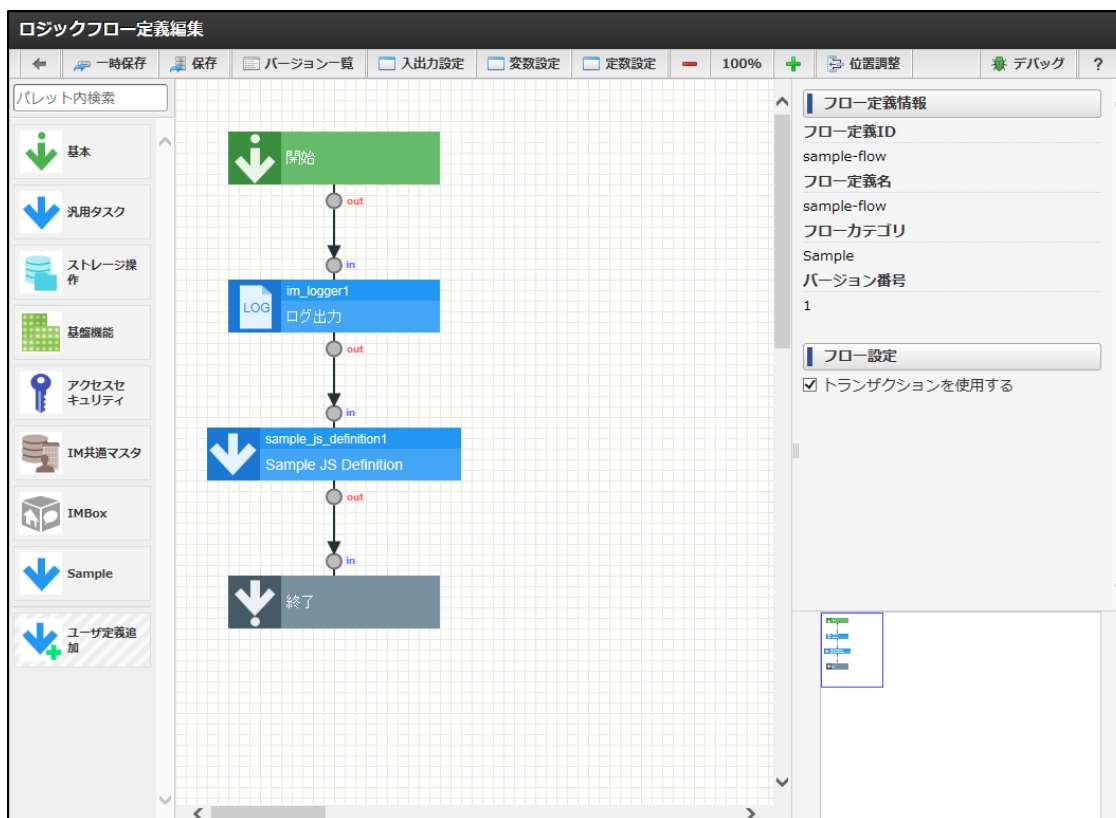 ロジックフロー定義編集
一時保存 保存 バージョン一覧 入出力設定 変数設定 定数設定 100% 位置調整 デバッグ ?
パレット内検索
基本
汎用タスク
ストレージ操
作
基盤機能
アクセスセ
キュリティ
IM共通マスタ
IMBox
Sample
ユーザ定義追
加
開始
out
in
im_logger1
LOG
ログ出力
out
in
sample_js_definition1
Sample JS Definition
out
in
終了
フロー定義情報
フロー定義ID
sample-flow
フロー定義名
sample-flow
フローカテゴリ
Sample
バージョン番号
1
フロー設定
トランザクションを使用する